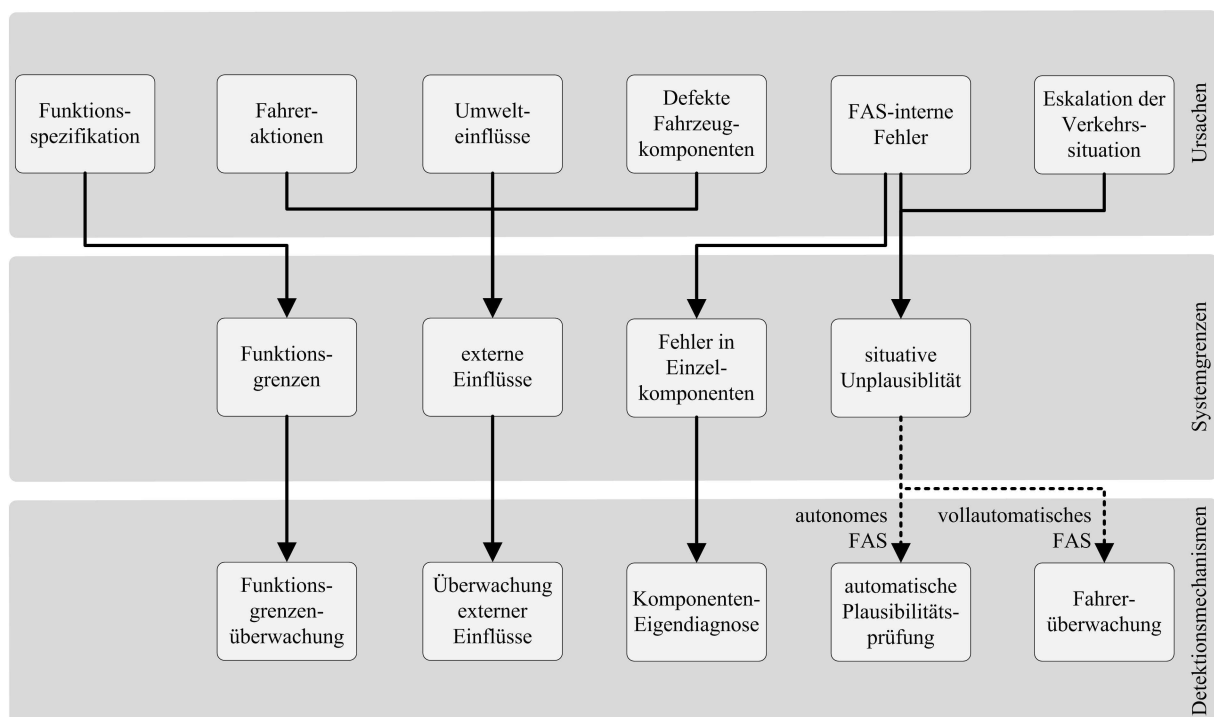 Funktions-
spezifikation
Fahrer-
aktionen
Umwelt-
einflüsse
Defekte
Fahrzeug-
komponenten
FAS-interne
Fehler
Eskalation der
Verkehrs-
situation
Ursachen
Funktions-
grenzen
externe
Einflüsse
Fehler in
Einzel-
komponenten
situative
Unplausiblität
Systemgrenzen
autonomes
FAS
vollautomatisches
FAS
Funktions-
grenzen-
überwachung
Überwachung
externer
Einflüsse
Komponenten-
Eigendiagnose
automatische
Plausibilitäts-
prüfung
Fahrer-
überwachung
Detektionsmechanismen